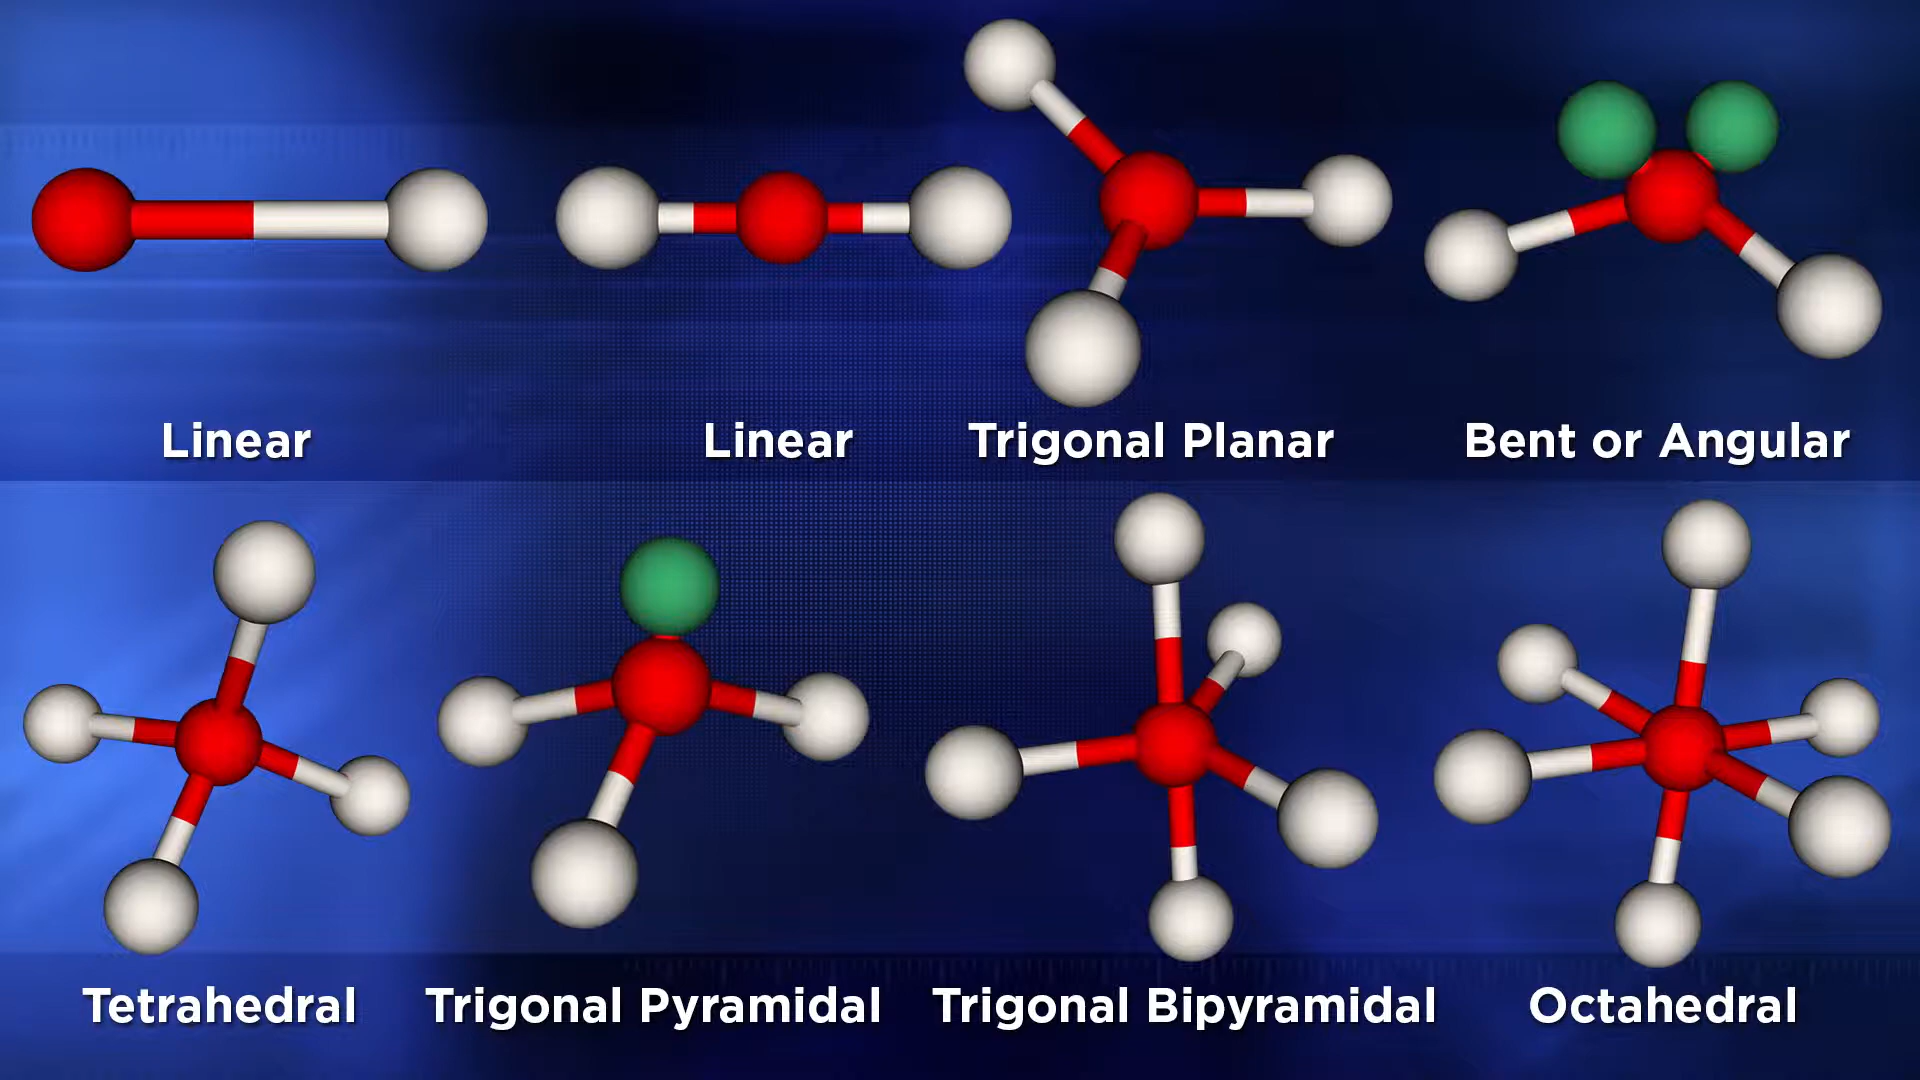 Linear
Linear
Trigonal Planar
Bent or Angular
Tetrahedral
Trigonal Pyramidal
Trigonal Bipyramidal
Octahedral